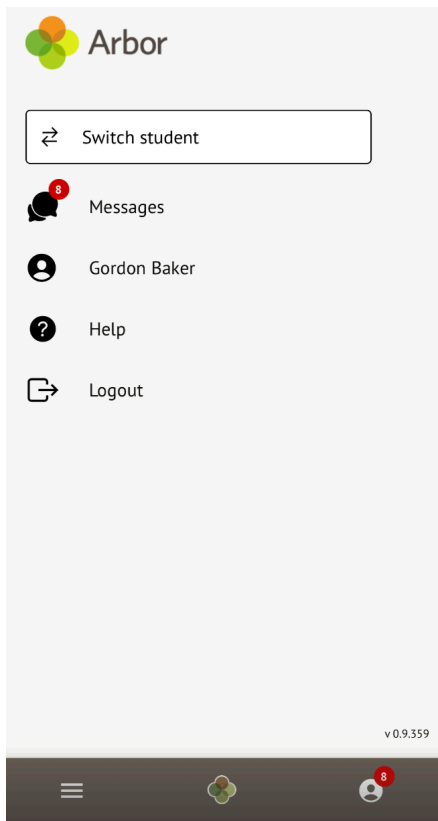 Arbor
Switch student
8
Messages
Gordon Baker
? Help
Logout
v 0.9.359
8